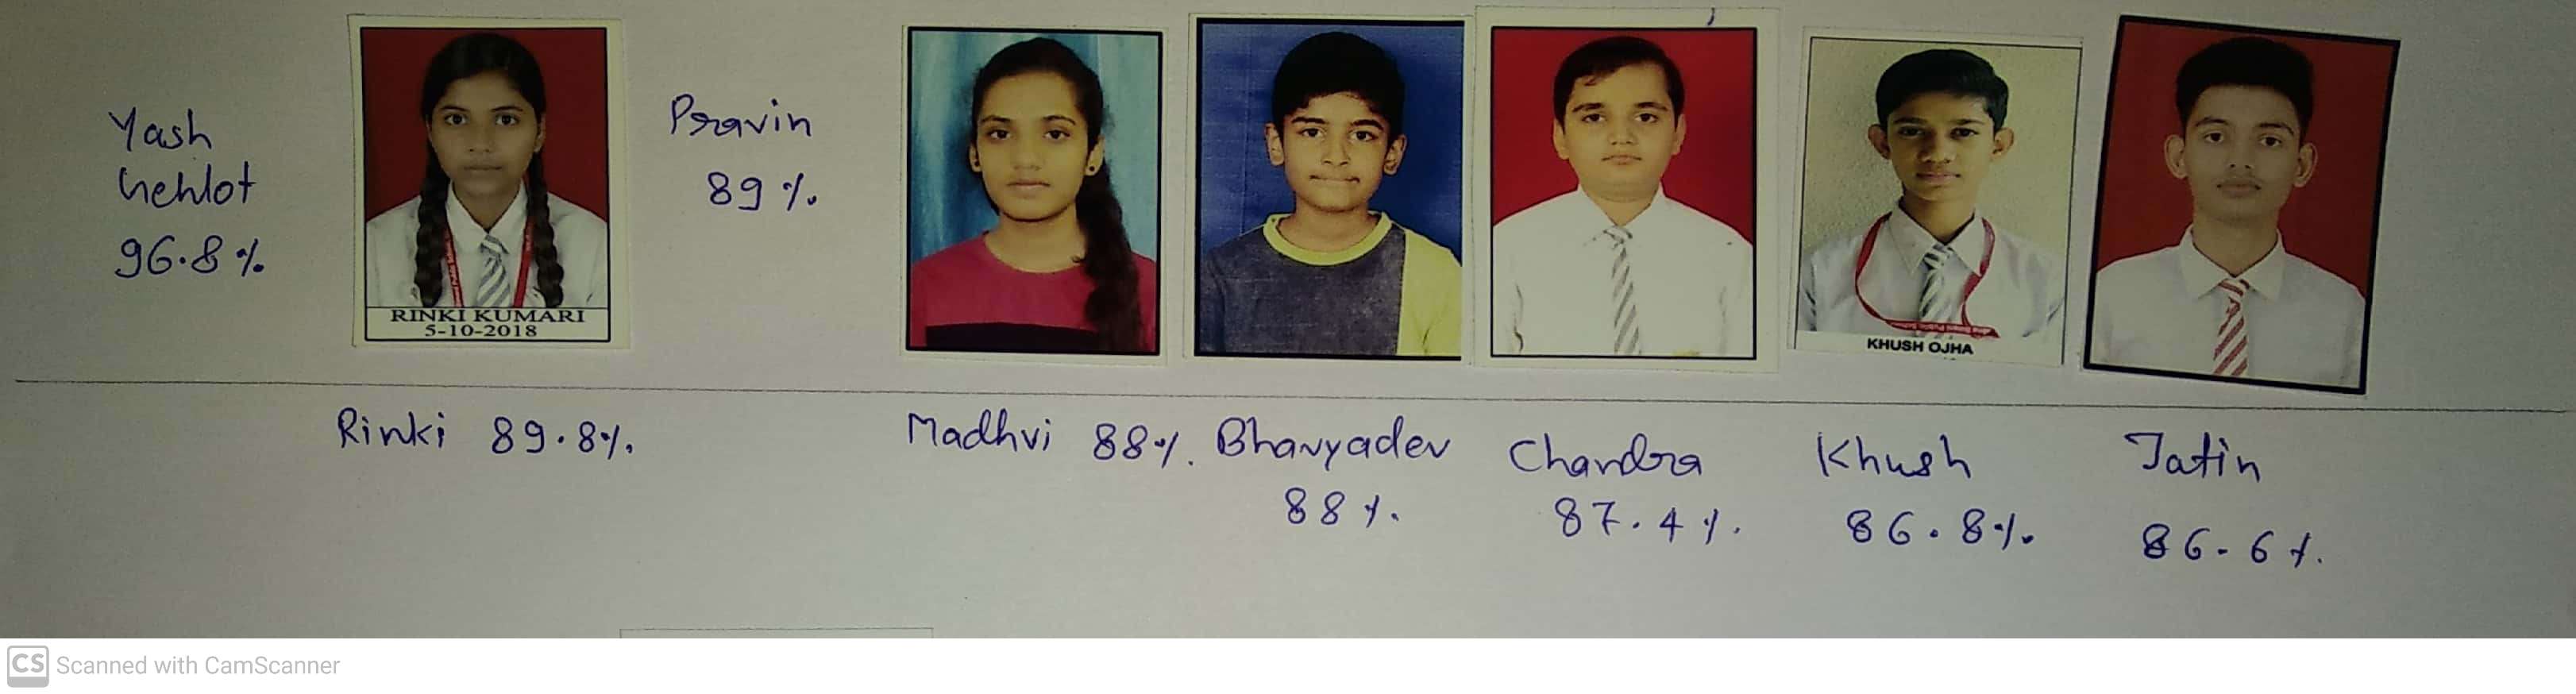 Yash
Gehlot
96.8%
RINKI KUMARI
5-10-2018
Pravin
89%
KHUSH OJHA
Rinki 89.8%
Madhvi 88%
Bhavyadev
88%
Chandra
87.4%
Khush
86.8%
Jatin
86.6%
CS Scanned with CamScanner